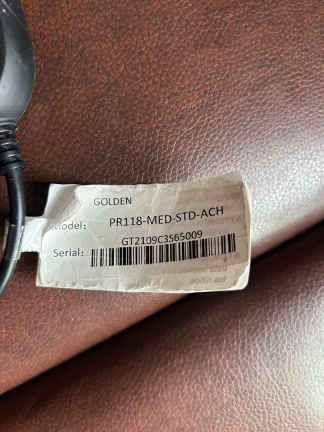 GOLDEN
Model: PR118-MED-STD-ACH
GT2109C3565009
Serial: